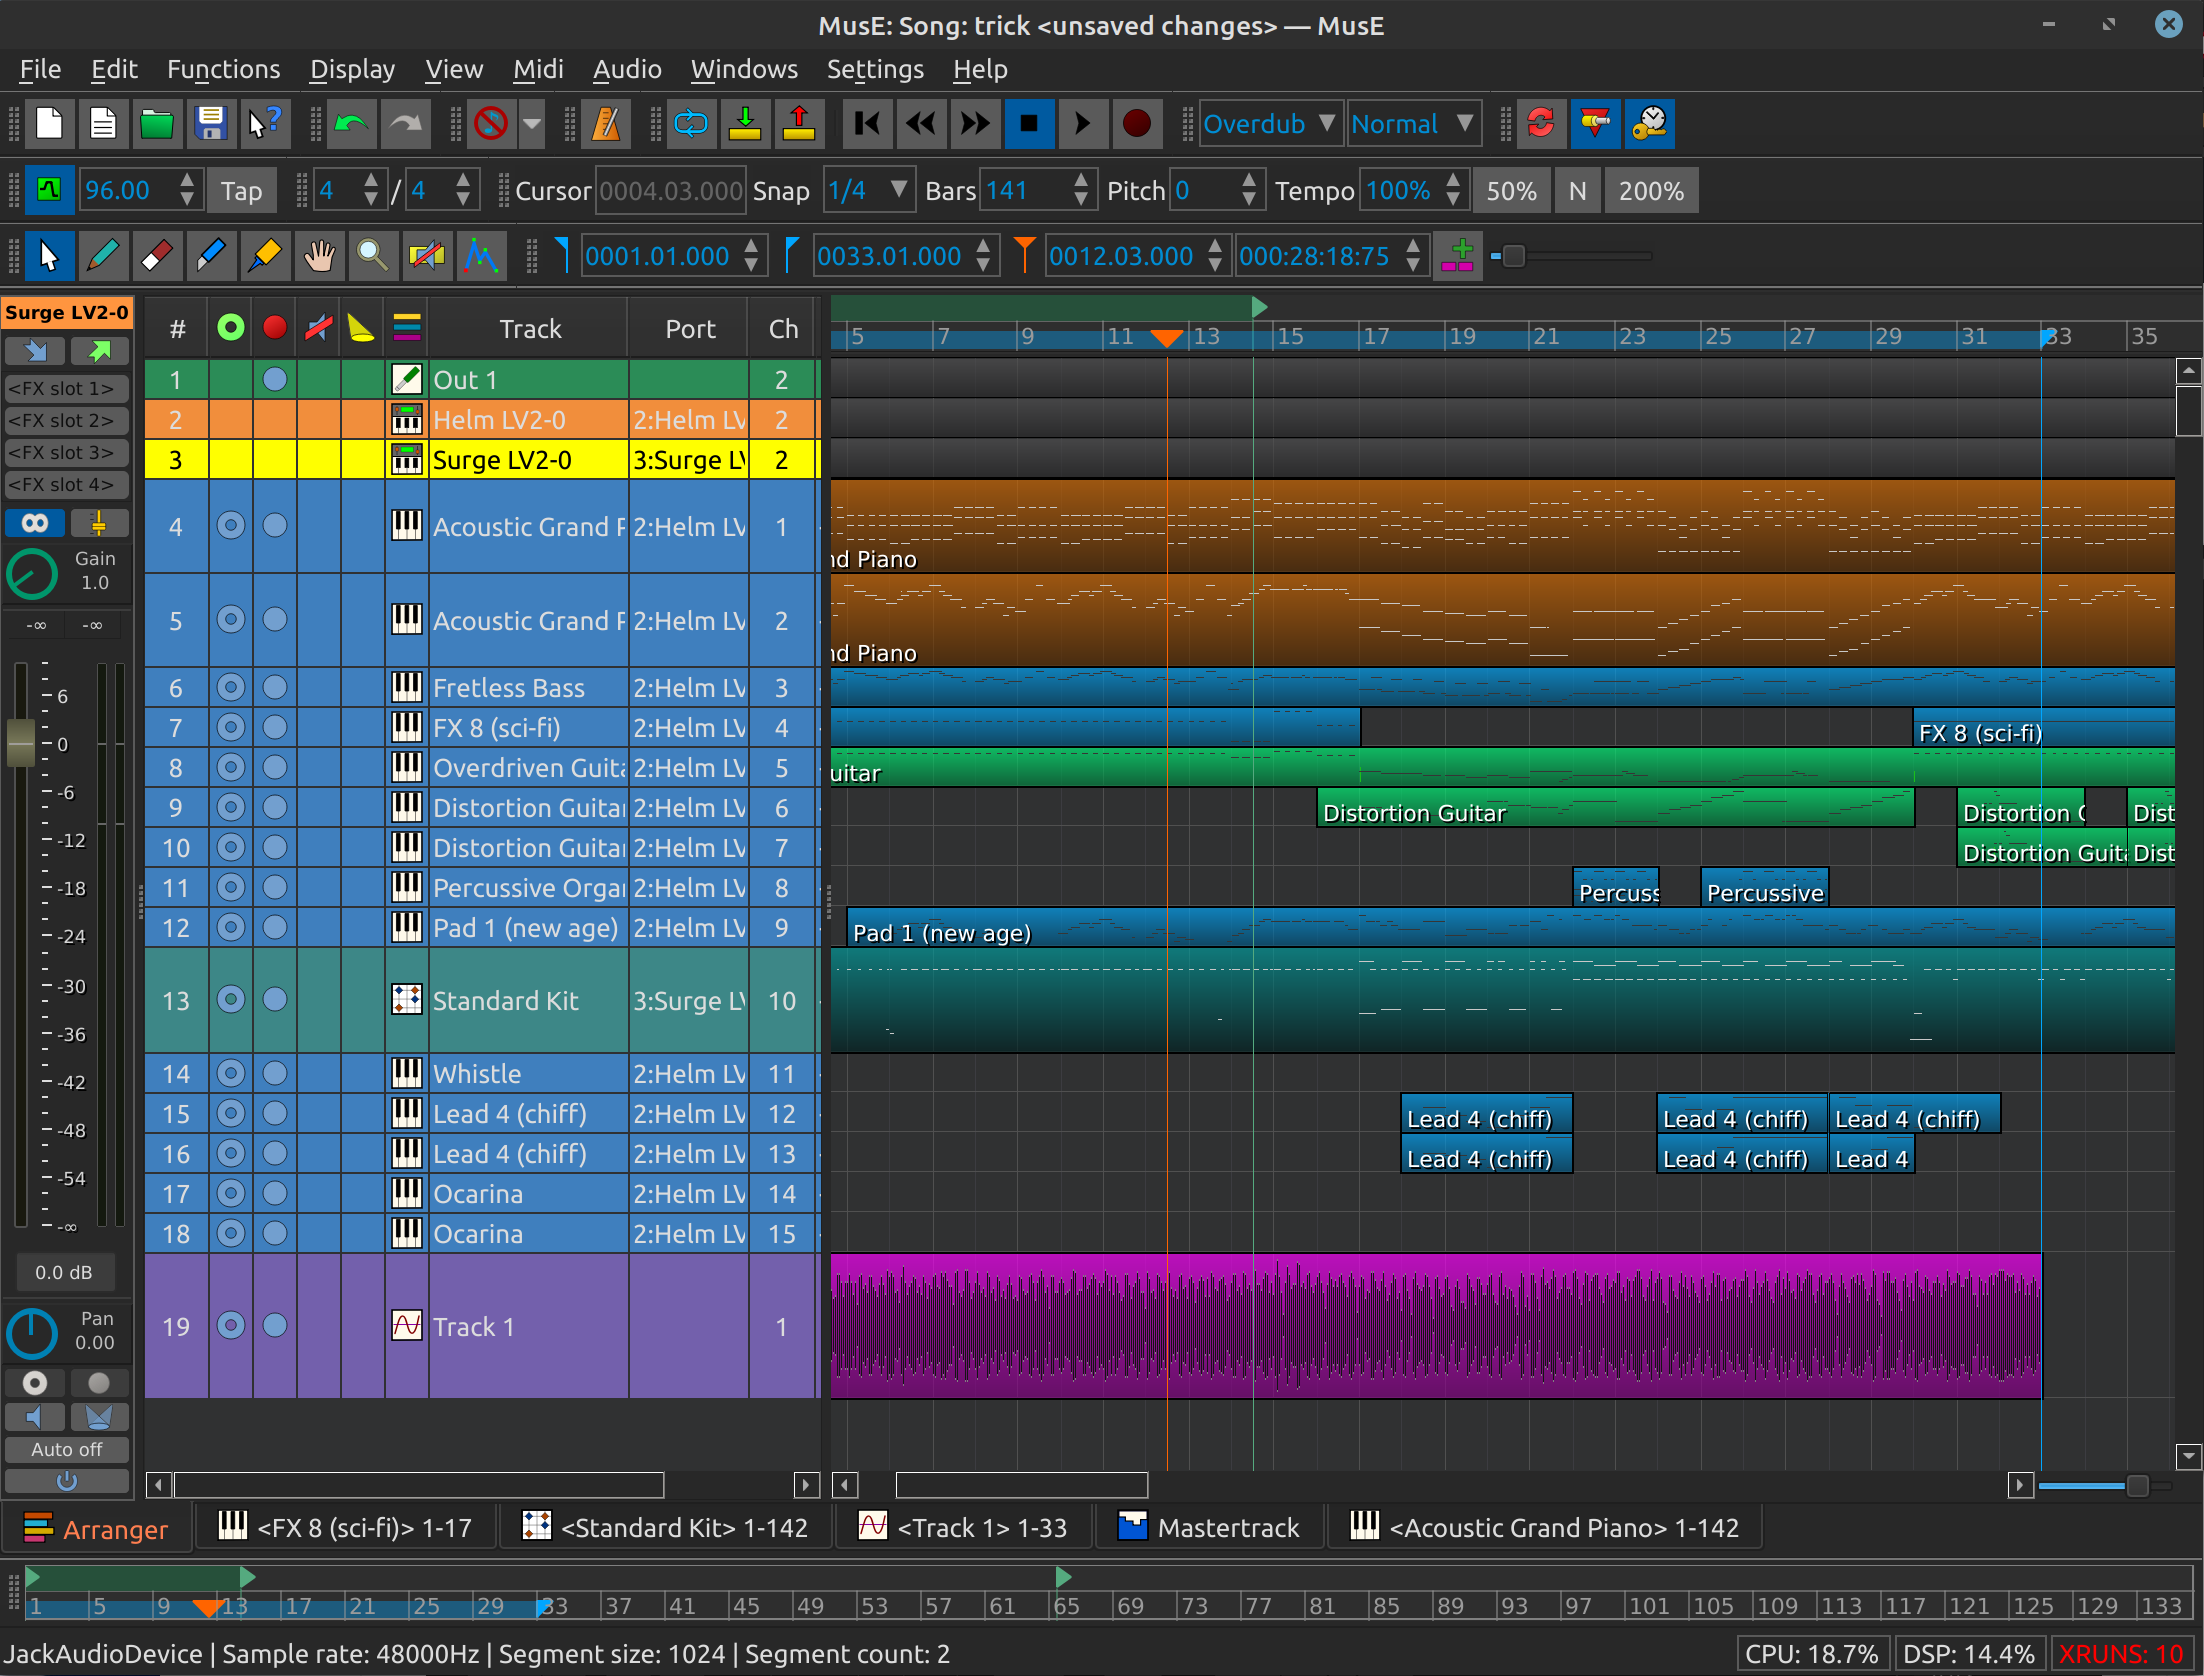 MusE: Song: trick <unsaved changes> — MusE
File Edit Functions Display View Midi Audio Windows Settings Help
Overdub Normal
96.00 Tap 4 / 4 Cursor 0004.03.000 Snap 1/4 Bars 141 Pitch 0 Tempo 100% 50% N 200%
0001.01.000 0033.01.000 0012.03.000 000:28:18:75
Surge LV2-0
# Track Port Ch
5 7 9 11 13 15 17 19 21 23 25 27 29 31 33 35
<FX slot 1>
<FX slot 2>
<FX slot 3>
<FX slot 4>
Gain
1.0
-∞ -∞
6
0
-6
-12
-18
-24
-30
-36
-42
-48
-54
-∞
0.0 dB
Pan
0.00
Auto off
1 Out 1 2
2 Helm LV2-0 2:Helm LV 2
3 Surge LV2-0 3:Surge LV 2
4 Acoustic Grand P 2:Helm LV 1
nd Piano
5 Acoustic Grand P 2:Helm LV 2
nd Piano
6 Fretless Bass 2:Helm LV 3
7 FX 8 (sci-fi) 2:Helm LV 4
FX 8 (sci-fi)
8 Overdriven Guita 2:Helm LV 5
uitar
9 Distortion Guitar 2:Helm LV 6
Distortion Guitar Distortion G Dist
10 Distortion Guitar 2:Helm LV 7
Distortion Guita Dist
11 Percussive Organ 2:Helm LV 8
Percuss Percussive
12 Pad 1 (new age) 2:Helm LV 9
Pad 1 (new age)
13 Standard Kit 3:Surge LV 10
14 Whistle 2:Helm LV 11
15 Lead 4 (chiff) 2:Helm LV 12
Lead 4 (chiff) Lead 4 (chiff) Lead 4 (chiff)
16 Lead 4 (chiff) 2:Helm LV 13
Lead 4 (chiff) Lead 4 (chiff) Lead 4
17 Ocarina 2:Helm LV 14
18 Ocarina 2:Helm LV 15
19 Track 1 1
Arranger <FX 8 (sci-fi)> 1-17 <Standard Kit> 1-142 <Track 1> 1-33 Mastertrack <Acoustic Grand Piano> 1-142
1 5 9 13 17 21 25 29 33 37 41 45 49 53 57 61 65 69 73 77 81 85 89 93 97 101 105 109 113 117 121 125 129 133
JackAudioDevice | Sample rate: 48000Hz | Segment size: 1024 | Segment count: 2
CPU: 18.7% DSP: 14.4% XRUNS: 10